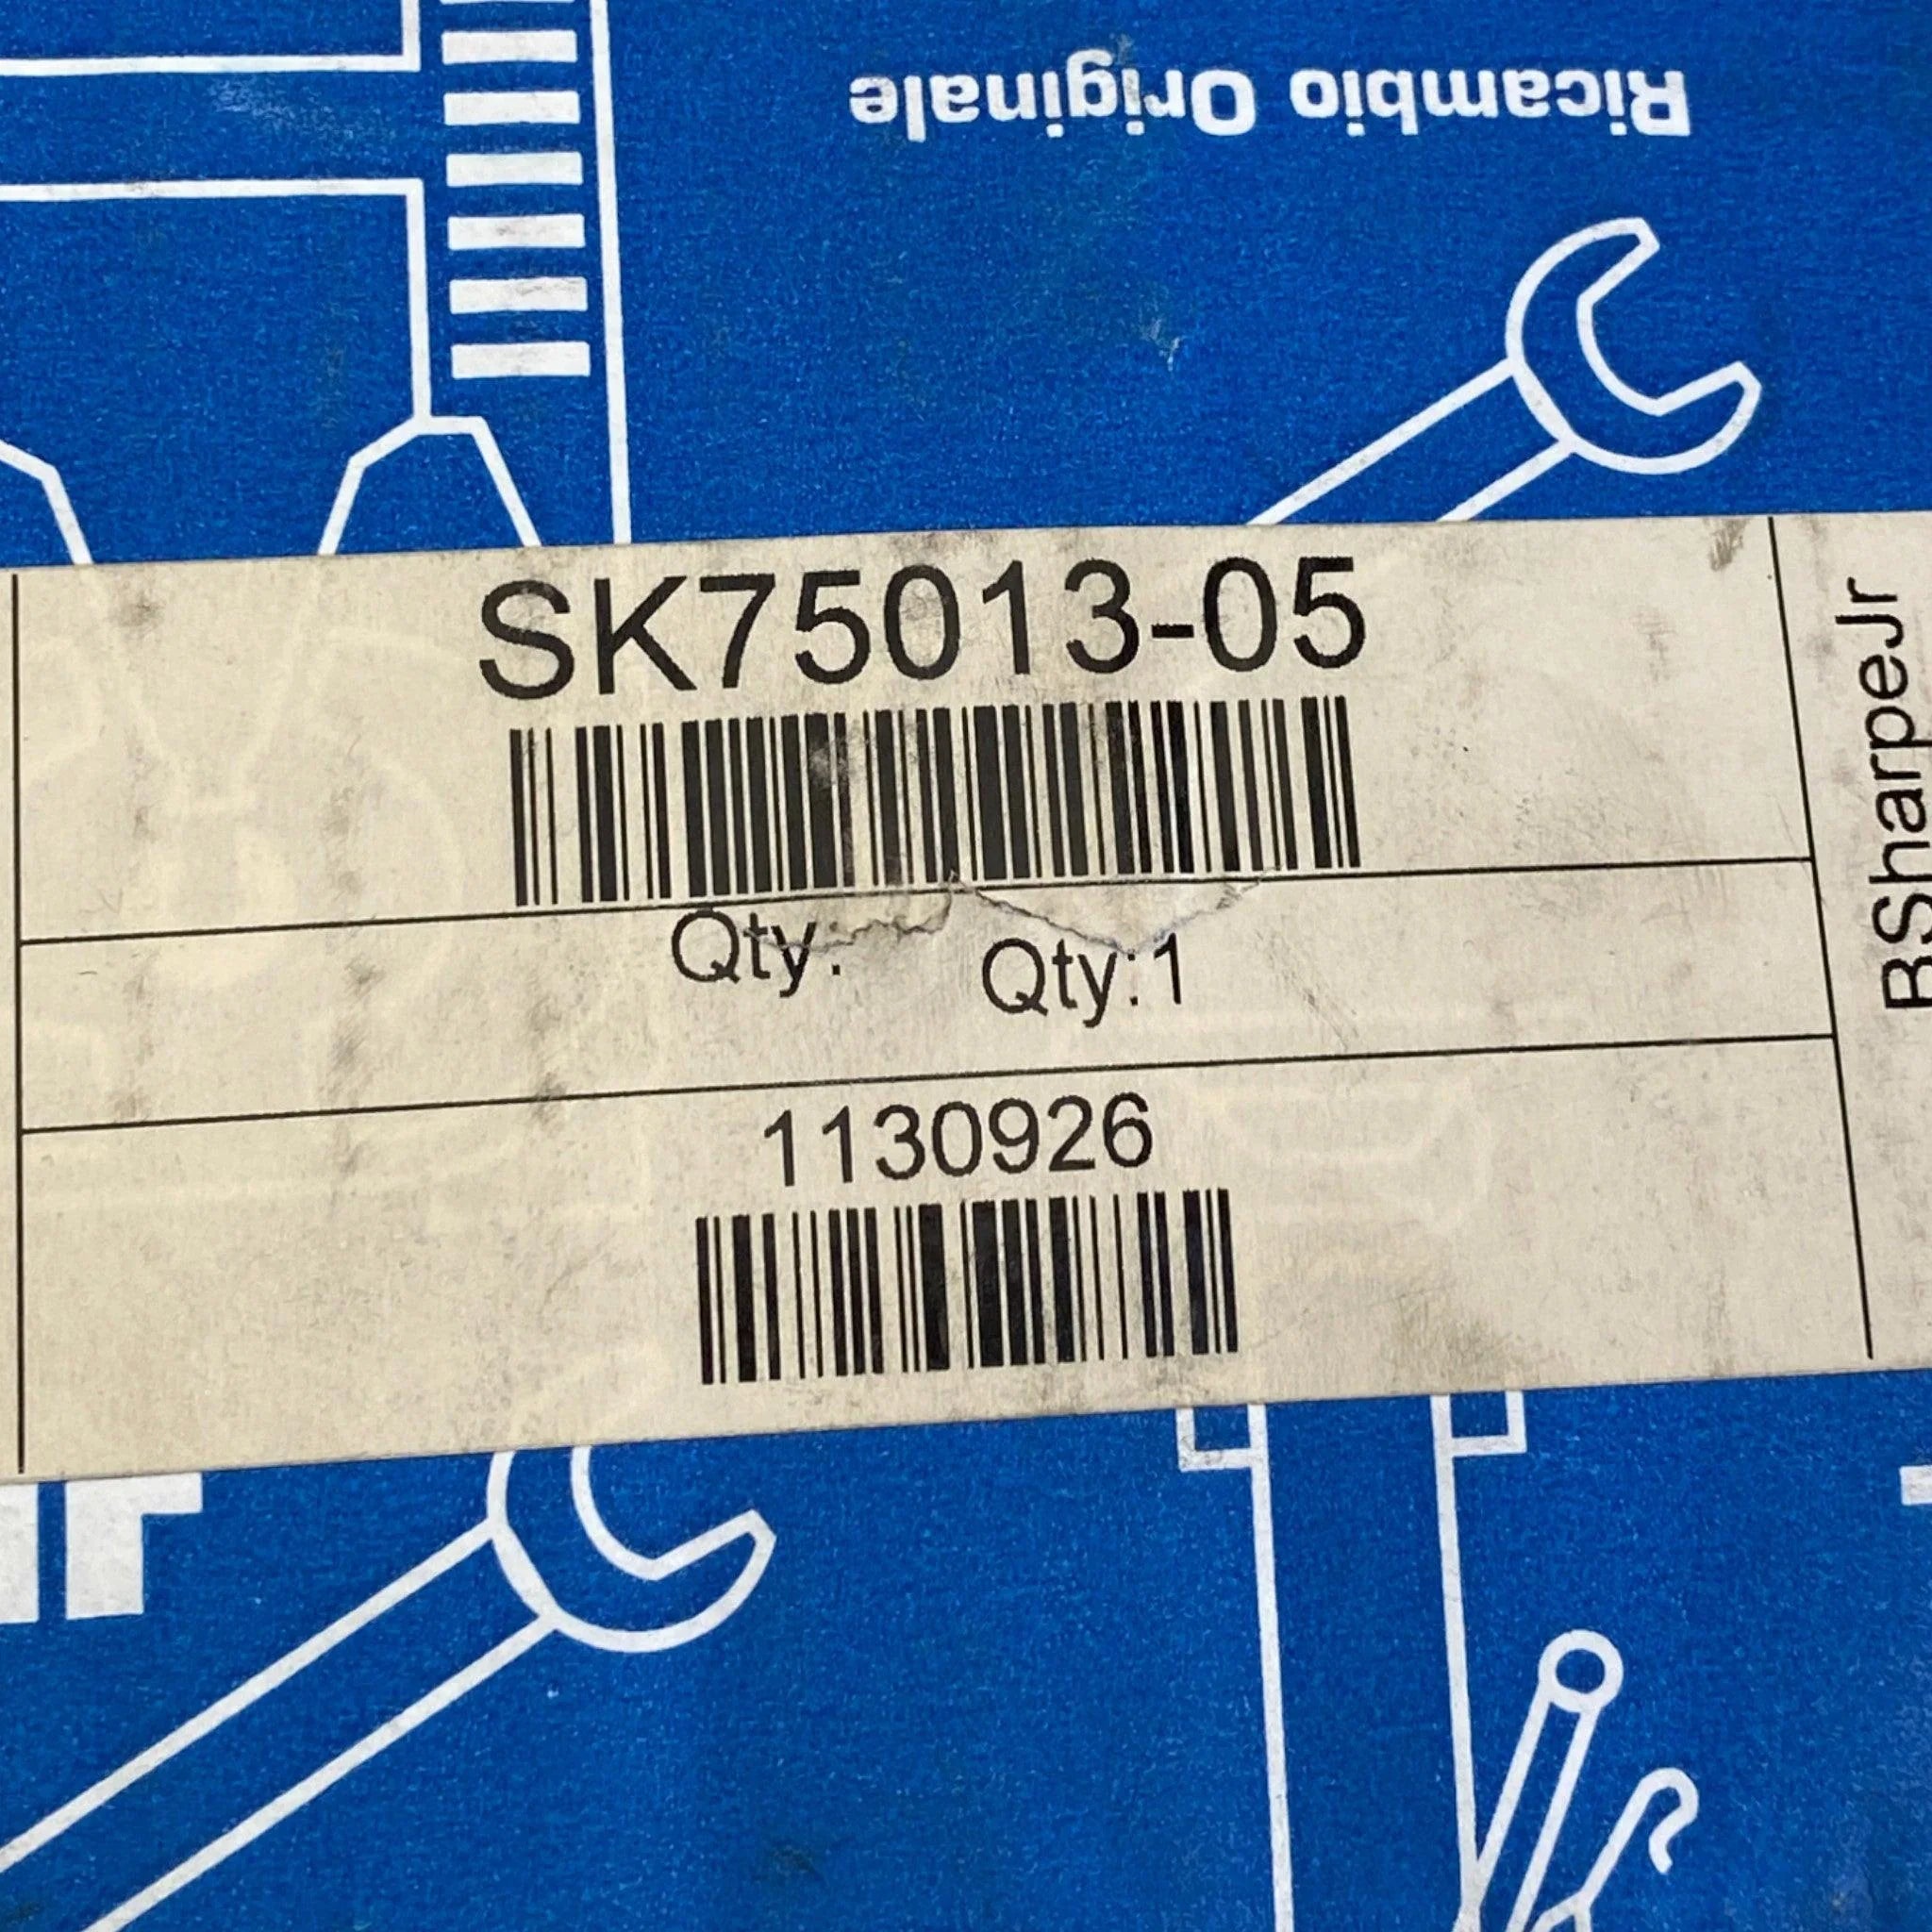 Ricambio Originale
SK75013-05
Qty: Qty:1
1130926
BSharpeJr